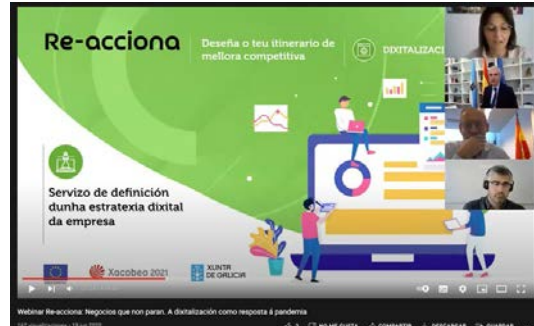 Re-acciona
Deseña o teu itinerario de
mellora competitiva
DIXITALIZAC
Servizo de definición
dunha estratexia dixital
da empresa
Xacobeo 2021
XUNTA
DE GALICIA
Webinar Re-acciona: Negocios que non paran. A dixitalización como resposta á pandemia
NO ME GUSTA
COMPARTIR
DESCARGAR
GUARDAR